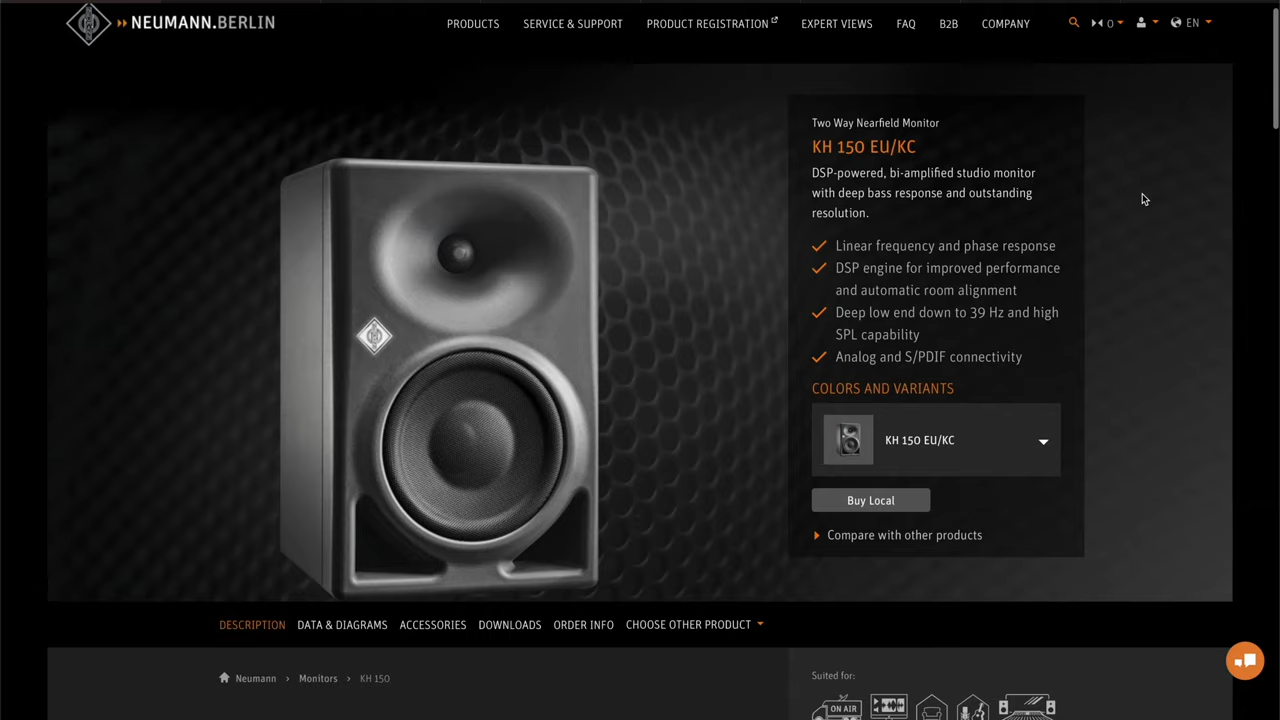 NEUMANN.BERLIN
PRODUCTS
SERVICE & SUPPORT
PRODUCT REGISTRATION
EXPERT VIEWS
FAQ
B2B
COMPANY
0
EN
Two Way Nearfield Monitor
KH 150 EU/KC
DSP-powered, bi-amplified studio monitor
with deep bass response and outstanding
resolution.
Linear frequency and phase response
DSP engine for improved performance
and automatic room alignment
Deep low end down to 39 Hz and high
SPL capability
Analog and S/PDIF connectivity
COLORS AND VARIANTS
KH 150 EU/KC
Buy Local
Compare with other products
DESCRIPTION
DATA & DIAGRAMS
ACCESSORIES
DOWNLOADS
ORDER INFO
CHOOSE OTHER PRODUCT
Neumann › Monitors › KH 150
Suited for:
ON AIR